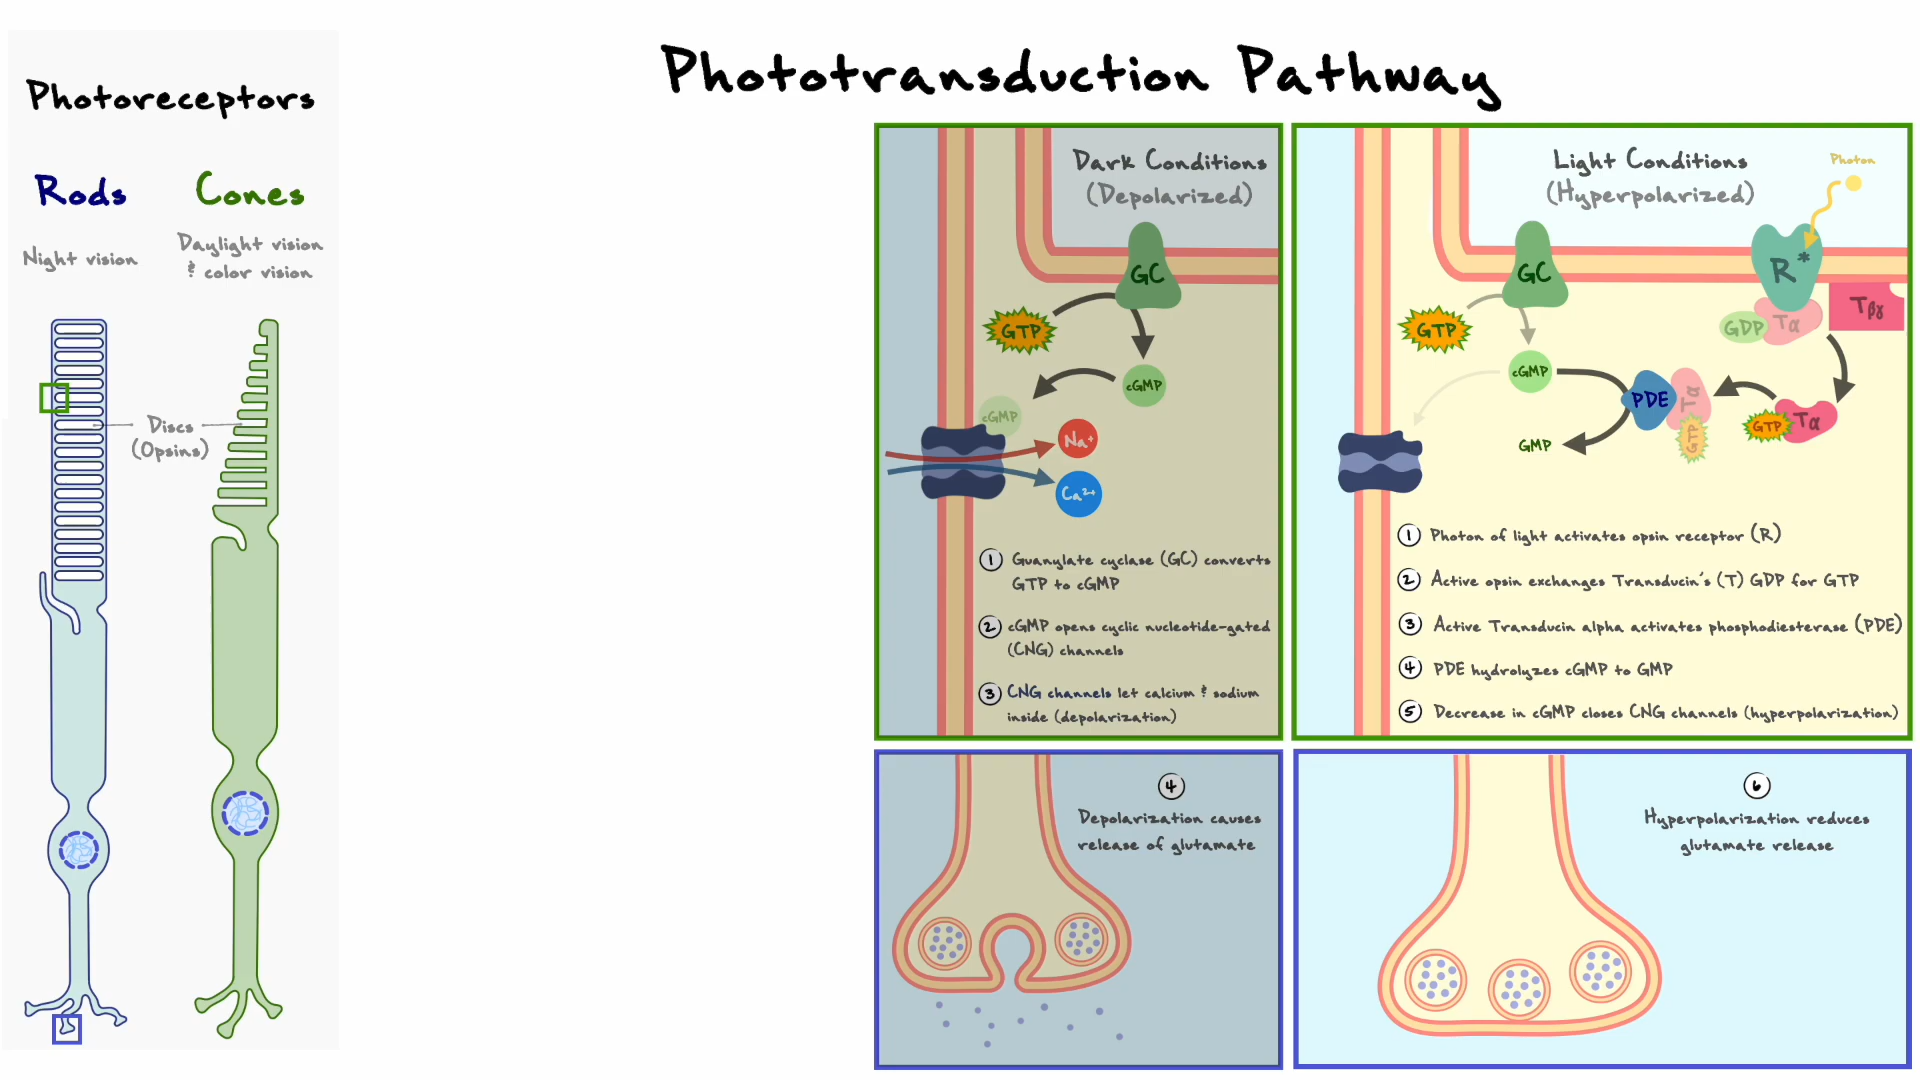 Phototransduction Pathway
Photoreceptors
Rods
Night vision
Cones
Daylight vision
& color vision
Discs
(Opsins)
Dark Conditions
(Depolarized)
GC
GTP
cGMP
cGMP
Na+
Ca2+
1 Guanylate cyclase (GC) converts
GTP to cGMP
2 cGMP opens cyclic nucleotide-gated
(CNG) channels
3 CNG channels let calcium & sodium
inside (depolarization)
4
Depolarization causes
release of glutamate
Light Conditions
(Hyperpolarized)
Photon
GC
R*
GTP
GDP
Tα
Tβγ
cGMP
PDE
Tα
GTP
GTP
Tα
GMP
1 Photon of light activates opsin receptor (R)
2 Active opsin exchanges Transducin's (T) GDP for GTP
3 Active Transducin alpha activates phosphodiesterase (PDE)
4 PDE hydrolyzes cGMP to GMP
5 Decrease in cGMP closes CNG channels (hyperpolarization)
6
Hyperpolarization reduces
glutamate release